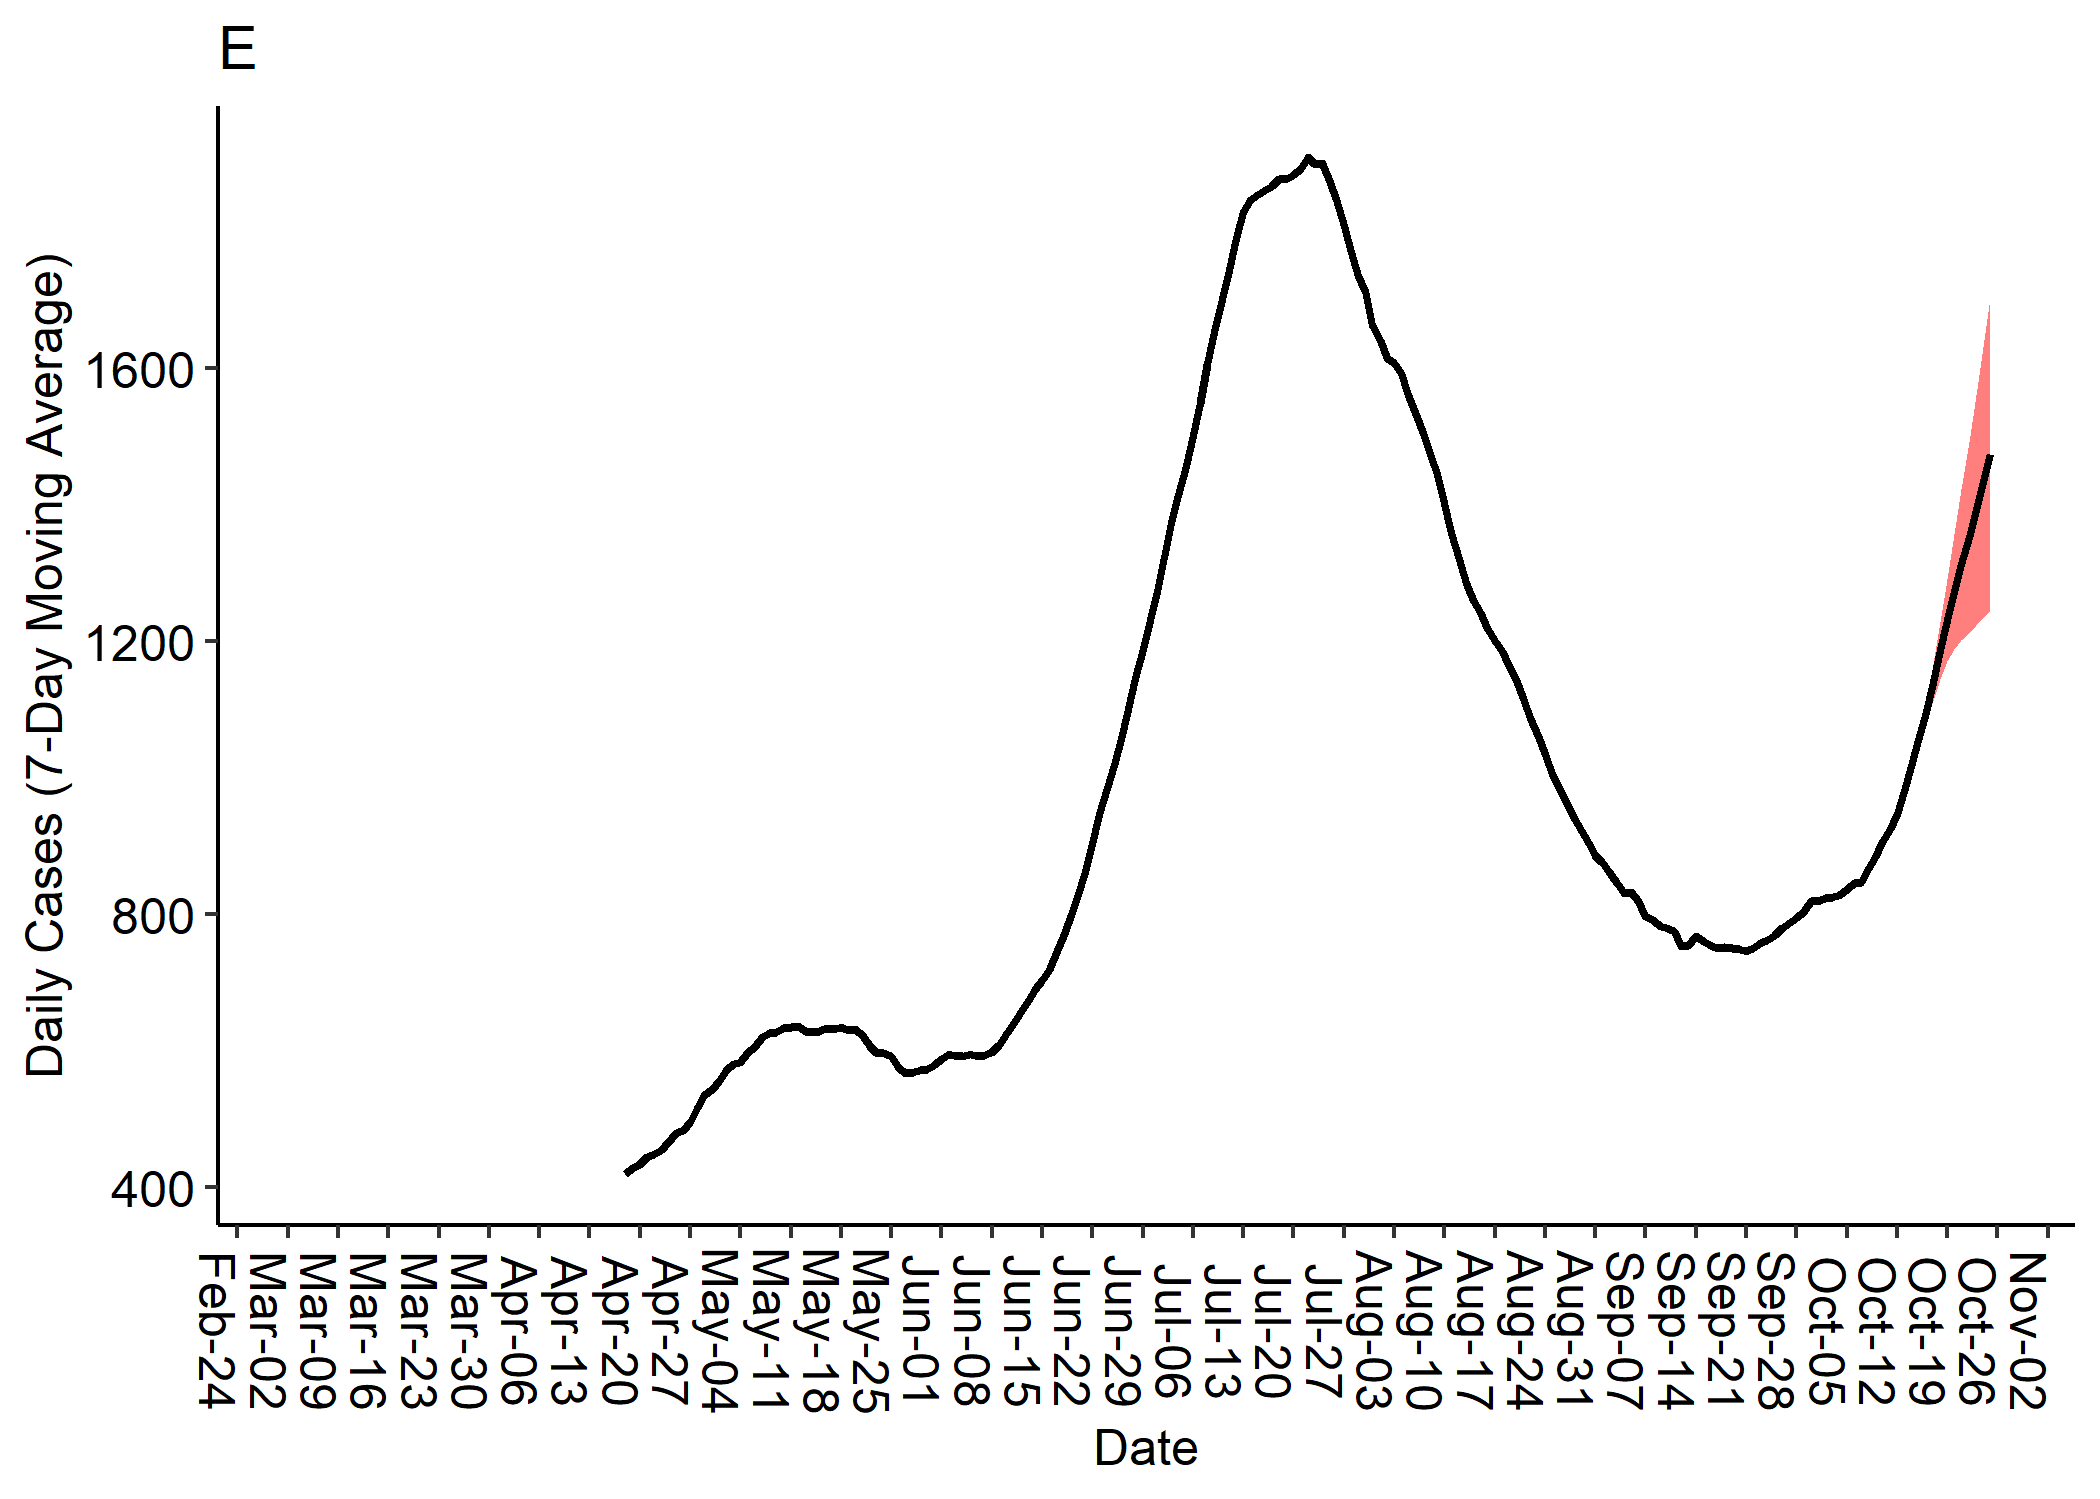 E
Daily Cases (7-Day Moving Average)
1600
1200
800
400
Feb-24
Mar-02
Mar-09
Mar-16
Mar-23
Mar-30
Apr-06
Apr-13
Apr-20
Apr-27
May-04
May-11
May-18
May-25
Jun-01
Jun-08
Jun-15
Jun-22
Jun-29
Jul-06
Jul-13
Jul-20
Jul-27
Aug-03
Aug-10
Aug-17
Aug-24
Aug-31
Sep-07
Sep-14
Sep-21
Sep-28
Oct-05
Oct-12
Oct-19
Oct-26
Nov-02
Date